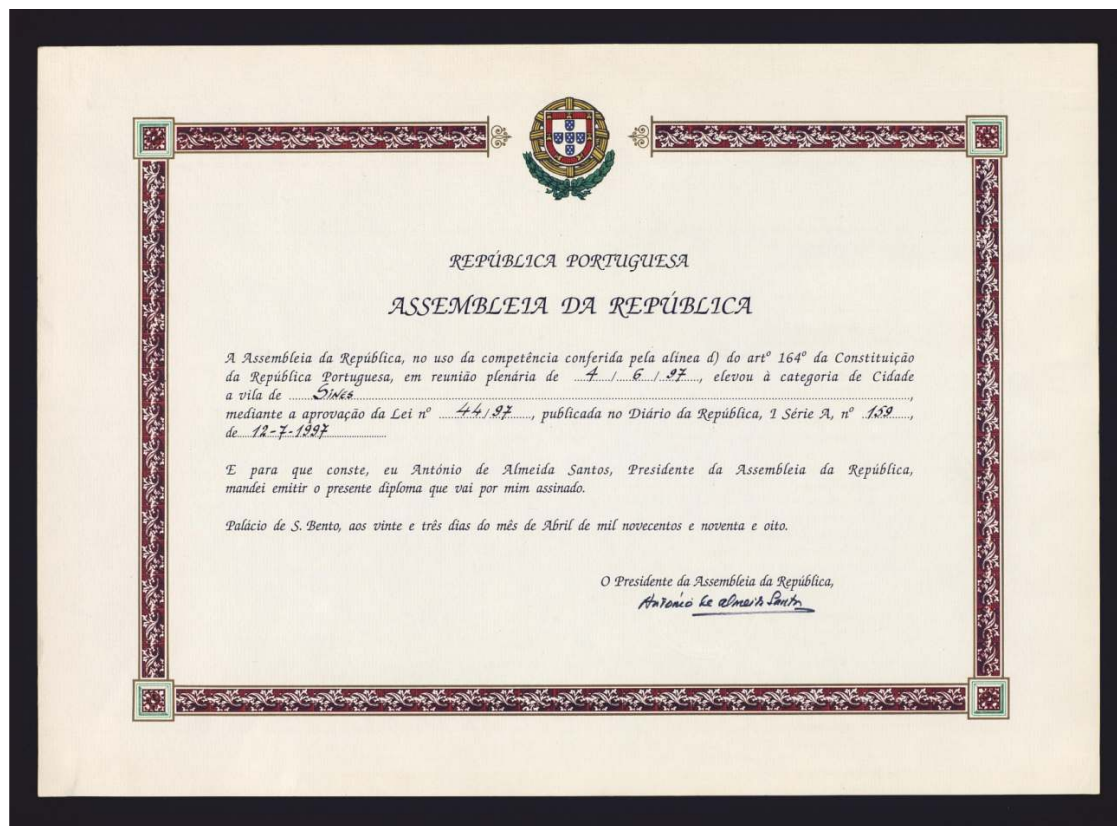 REPÚBLICA PORTUGUESA
ASSEMBLEIA DA REPÚBLICA
A Assembleia da República, no uso da competência conferida pela alínea d) do artº 164º da Constituição
da República Portuguesa, em reunião plenária de 4 / 6 / 97, elevou à categoria de Cidade
a vila de SINES,
mediante a aprovação da Lei nº 44/97, publicada no Diário da República, I Série A, nº 159,
de 12-7-1997
E para que conste, eu António de Almeida Santos, Presidente da Assembleia da República,
mandei emitir o presente diploma que vai por mim assinado.
Palácio de S. Bento, aos vinte e três dias do mês de Abril de mil novecentos e noventa e oito.
O Presidente da Assembleia da República,
António de Almeida Santos